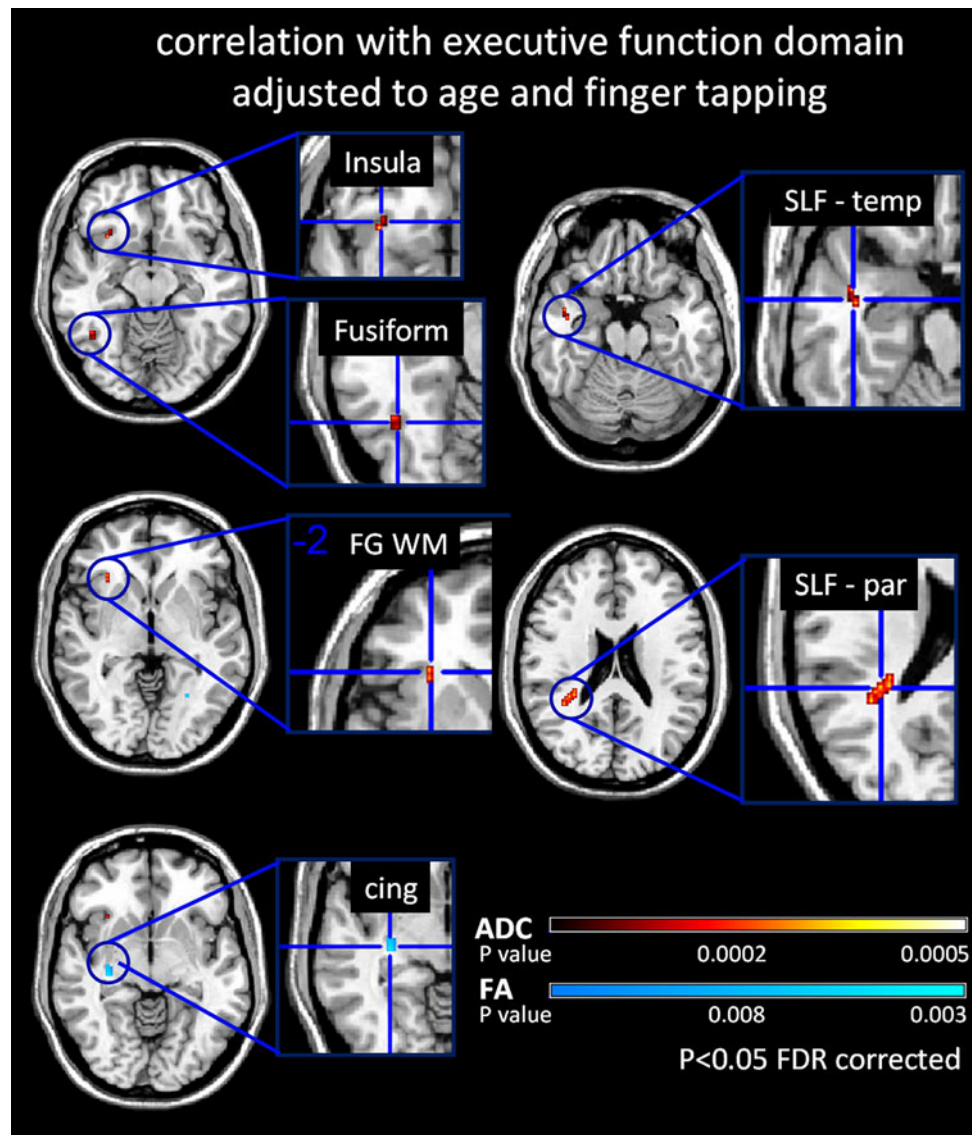 correlation with executive function domain
adjusted to age and finger tapping
Insula
SLF - temp
Fusiform
-2 FG WM
SLF - par
cing
ADC
P value 0.0002 0.0005
FA
P value 0.008 0.003
P<0.05 FDR corrected